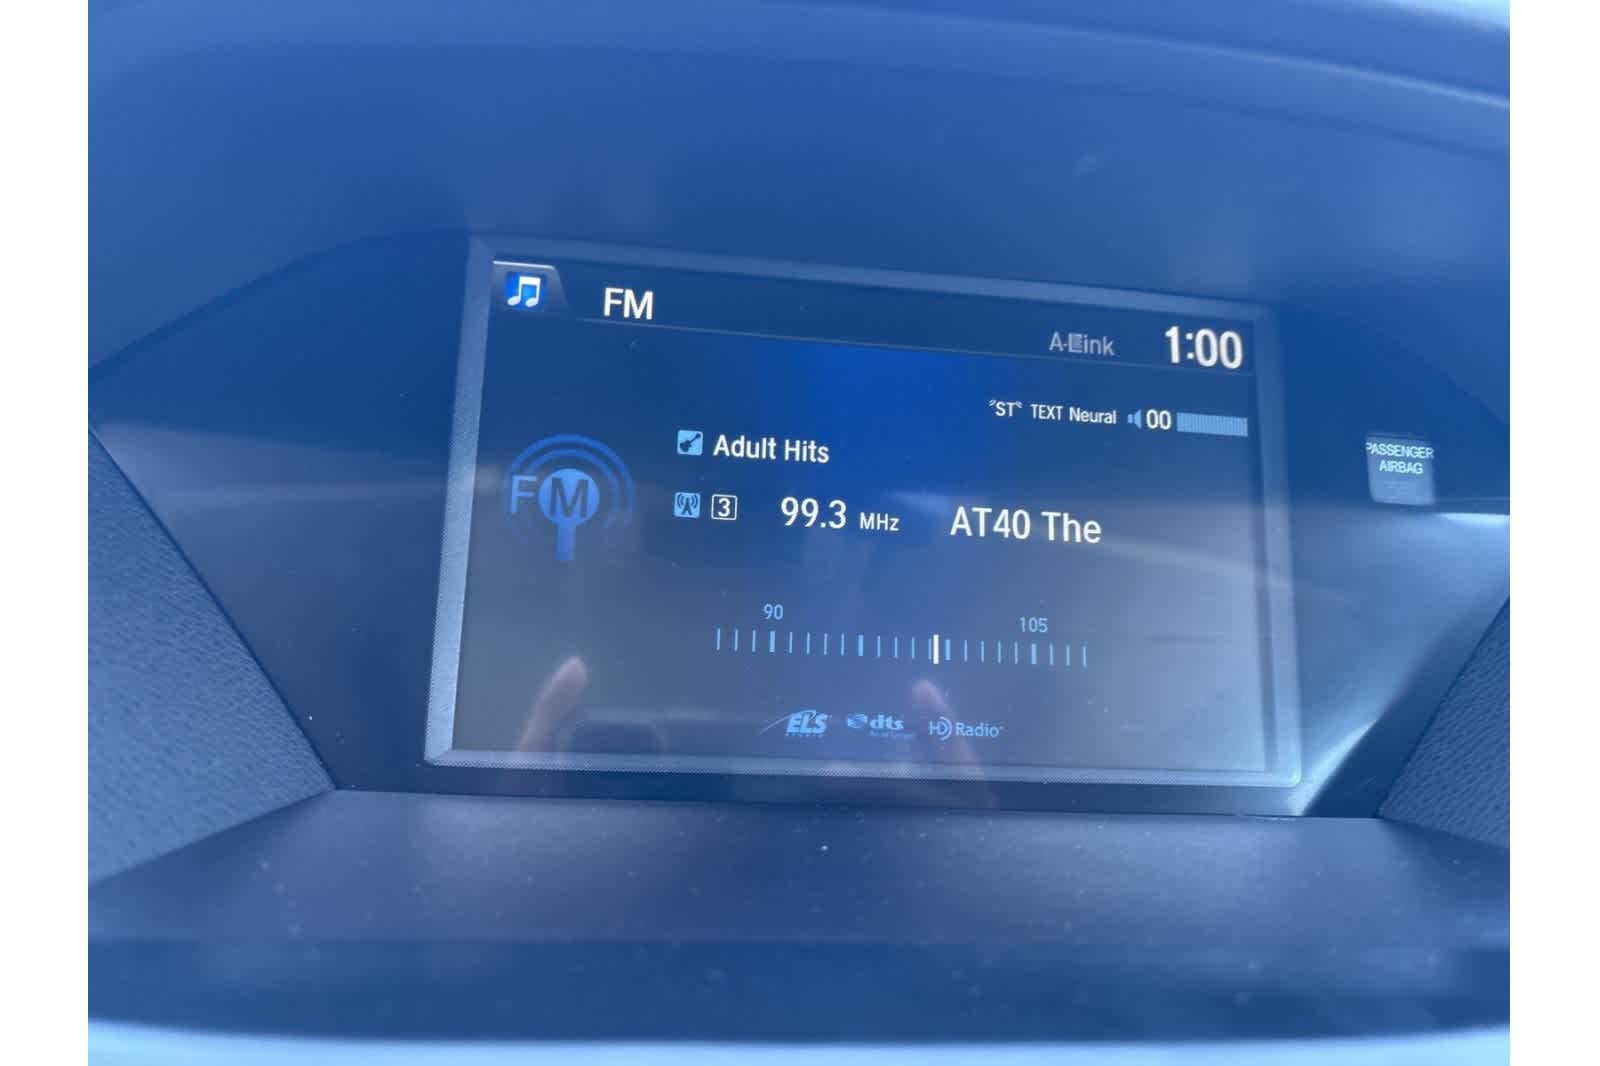 FM
A-Link 1:00
"ST" TEXT Neural 00
Adult Hits
FM
3 99.3 MHz AT40 The
90 105
ELS STUDIO dts HD Radio
PASSENGER
AIRBAG